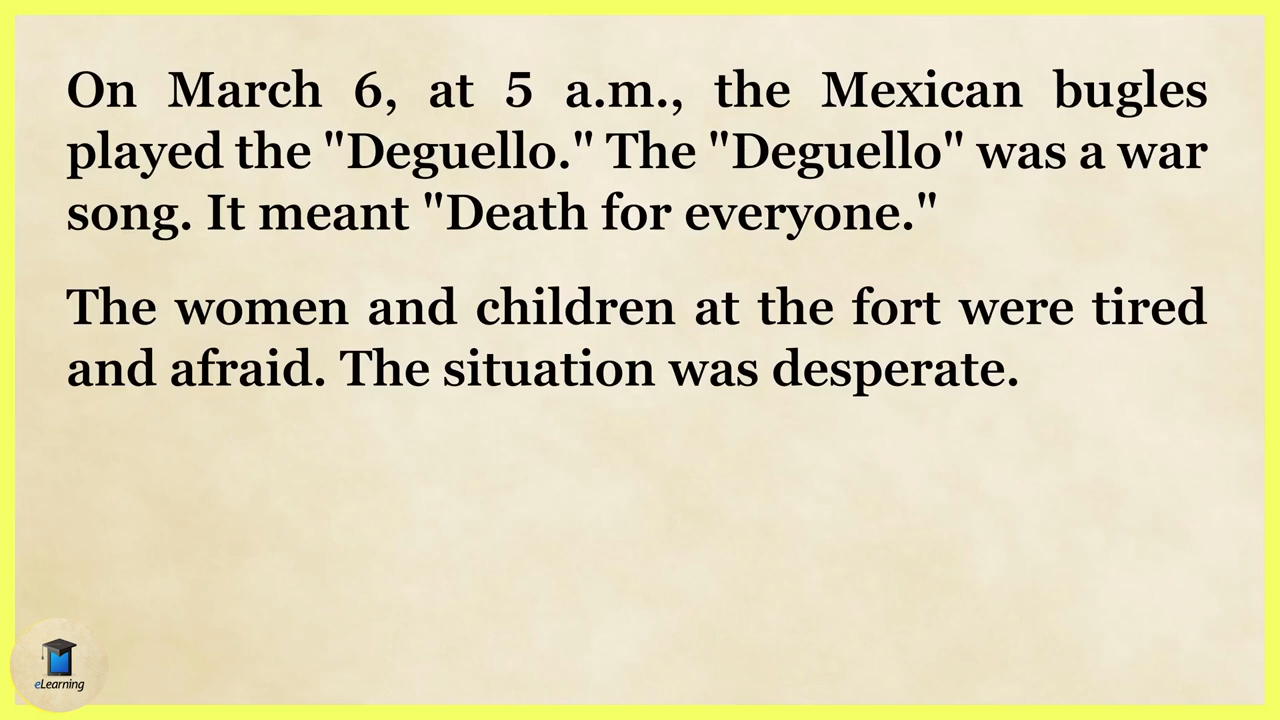 On March 6, at 5 a.m., the Mexican bugles
played the "Deguello." The "Deguello" was a war
song. It meant "Death for everyone."
The women and children at the fort were tired
and afraid. The situation was desperate.
eLearning